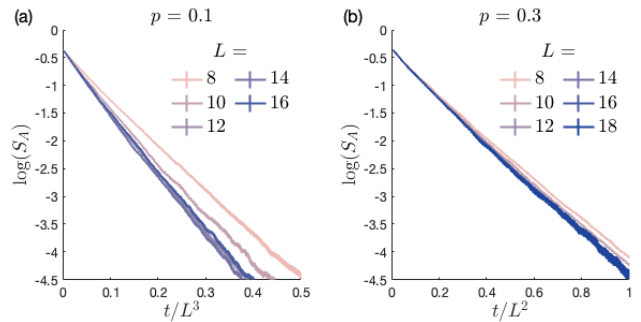 (a) p = 0.1
L =
8 14
10 16
12
log(S_A)
0
-0.5
-1
-1.5
-2
-2.5
-3
-3.5
-4
-4.5
0 0.1 0.2 0.3 0.4 0.5
t/L^3
(b) p = 0.3
L =
8 14
10 16
12 18
log(S_A)
0
-0.5
-1
-1.5
-2
-2.5
-3
-3.5
-4
-4.5
0 0.2 0.4 0.6 0.8 1
t/L^2